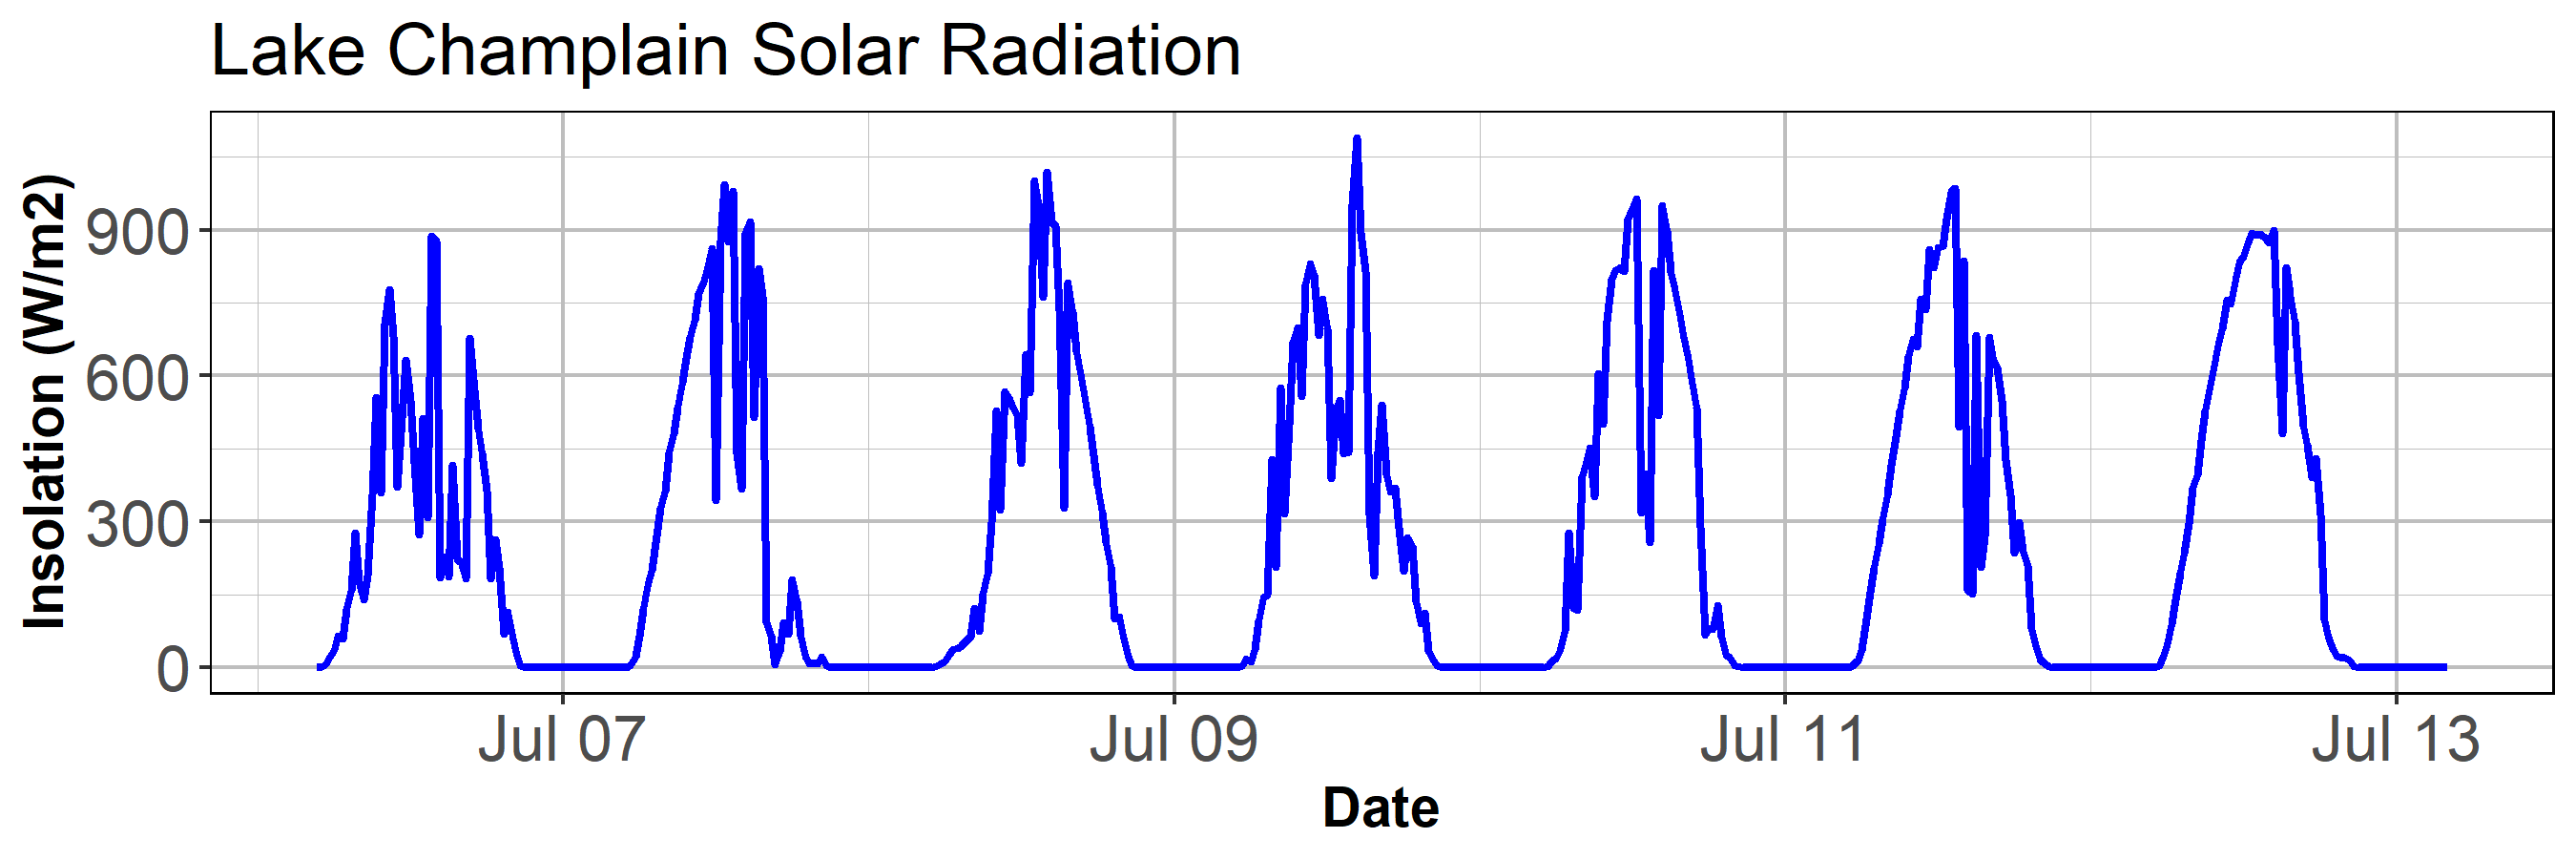 Lake Champlain Solar Radiation
Insolation (W/m2)
900
600
300
0
Jul 07 Jul 09 Jul 11 Jul 13
Date